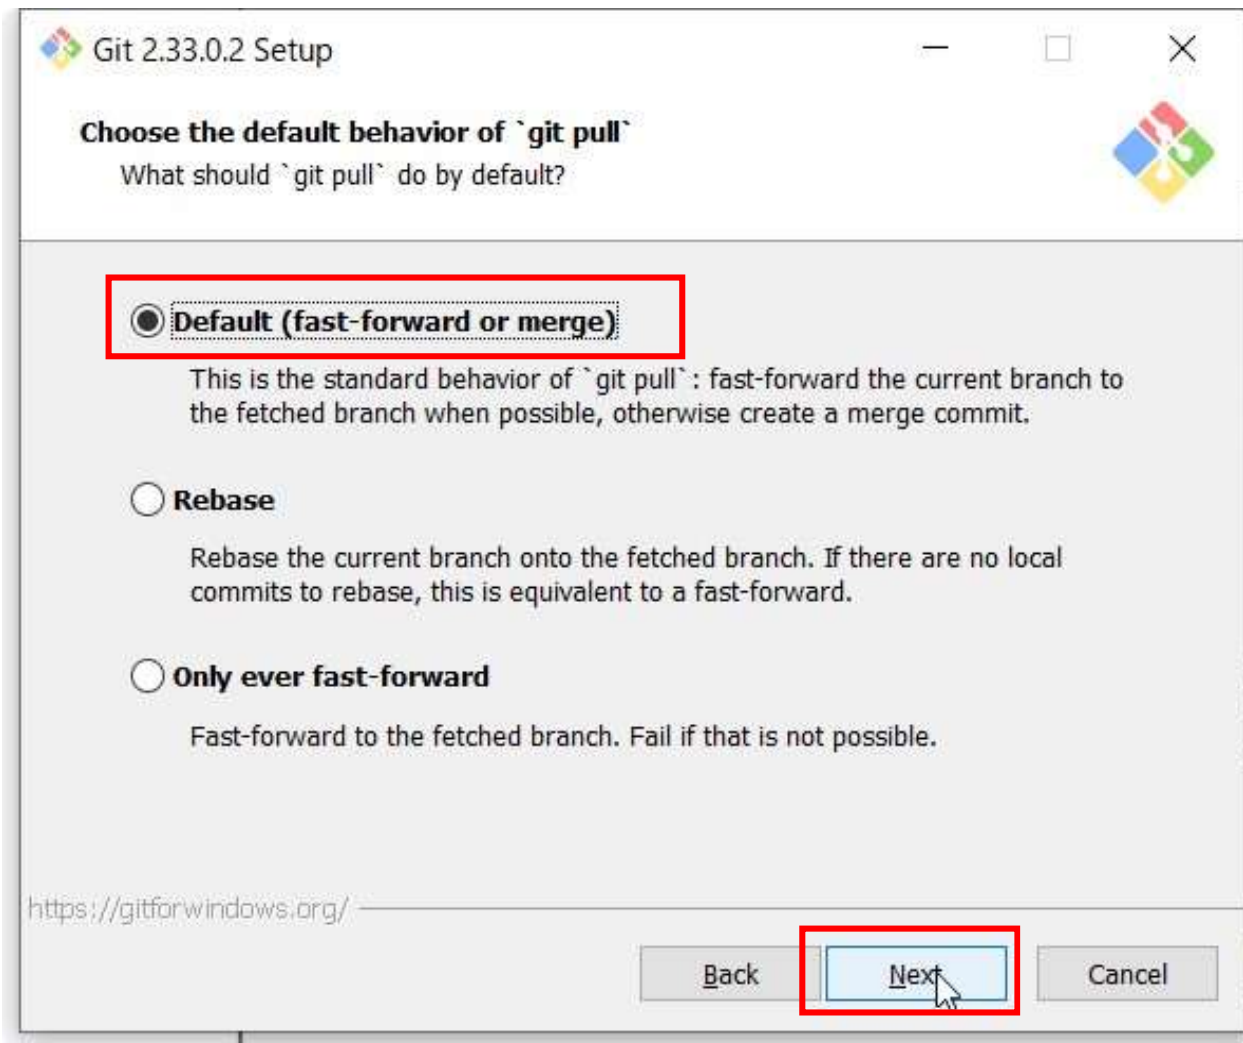 Git 2.33.0.2 Setup
Choose the default behavior of `git pull`
What should `git pull` do by default?
Default (fast-forward or merge)
This is the standard behavior of `git pull`: fast-forward the current branch to
the fetched branch when possible, otherwise create a merge commit.
Rebase
Rebase the current branch onto the fetched branch. If there are no local
commits to rebase, this is equivalent to a fast-forward.
Only ever fast-forward
Fast-forward to the fetched branch. Fail if that is not possible.
https://gitforwindows.org/
Back Next Cancel